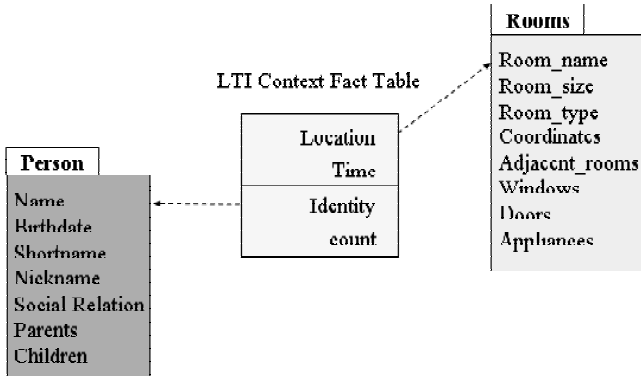 Rooms
Room_name
Room_size
Room_type
Coordinates
Adjacent_rooms
Windows
Doors
Appliances
LTI Context Fact Table
Location
Time
Identity
count
Person
Name
Birthdate
Shortname
Nickname
Social Relation
Parents
Children